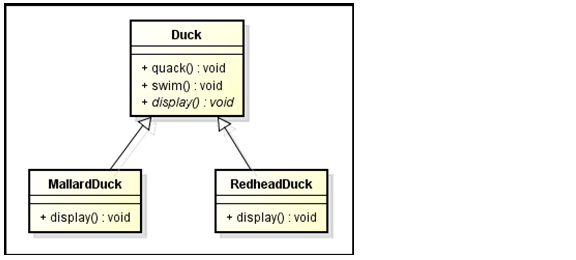 Duck
+ quack() : void
+ swim() : void
+ display() : void
MallardDuck
+ display() : void
RedheadDuck
+ display() : void